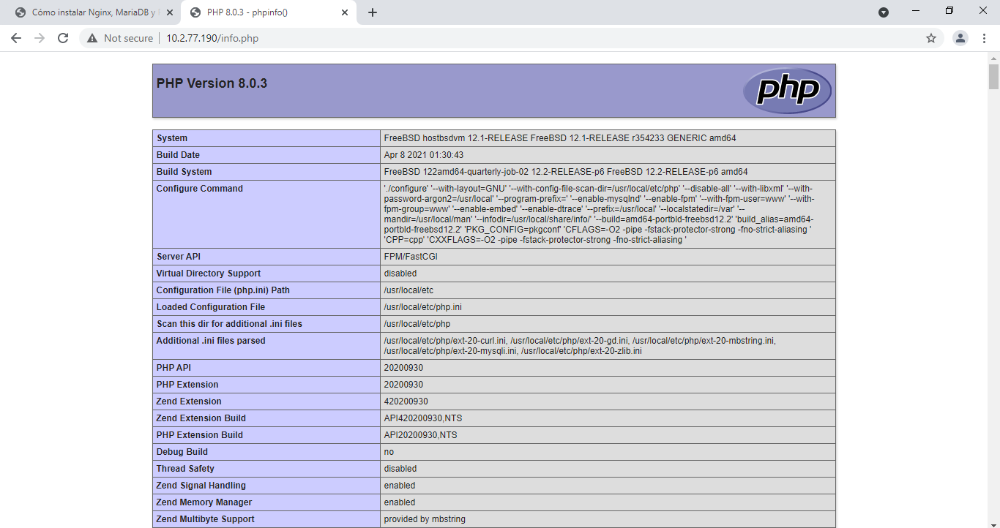 Cómo instalar Nginx, MariaDB y
PHP 8.0.3 - phpinfo()
Not secure
10.2.77.190/info.php
PHP Version 8.0.3
php
System
FreeBSD hostbsdvm 12.1-RELEASE FreeBSD 12.1-RELEASE r354233 GENERIC amd64
Build Date
Apr 8 2021 01:30:43
Build System
FreeBSD 122amd64-quarterly-job-02 12.2-RELEASE-p6 FreeBSD 12.2-RELEASE-p6 amd64
Configure Command
'./configure' '--with-layout=GNU' '--with-config-file-scan-dir=/usr/local/etc/php' '--disable-all' '--with-libxml' '--with-
password-argon2=/usr/local' '--program-prefix=' '--enable-mysqlnd' '--enable-fpm' '--with-fpm-user=www' '--with-
fpm-group=www' '--enable-embed' '--enable-dtrace' '--prefix=/usr/local' '--localstatedir=/var' '--
mandir=/usr/local/man' '--infodir=/usr/local/share/info/' '--build=amd64-portbld-freebsd12.2' 'build_alias=amd64-
portbld-freebsd12.2' 'PKG_CONFIG=pkgconf' 'CFLAGS=-O2 -pipe -fstack-protector-strong -fno-strict-aliasing '
'CPP=cpp' 'CXXFLAGS=-O2 -pipe -fstack-protector-strong -fno-strict-aliasing '
Server API
FPM/FastCGI
Virtual Directory Support
disabled
Configuration File (php.ini) Path
/usr/local/etc
Loaded Configuration File
/usr/local/etc/php.ini
Scan this dir for additional .ini files
/usr/local/etc/php
Additional .ini files parsed
/usr/local/etc/php/ext-20-curl.ini, /usr/local/etc/php/ext-20-gd.ini, /usr/local/etc/php/ext-20-mbstring.ini,
/usr/local/etc/php/ext-20-mysqli.ini, /usr/local/etc/php/ext-20-zlib.ini
PHP API
20200930
PHP Extension
20200930
Zend Extension
420200930
Zend Extension Build
API420200930,NTS
PHP Extension Build
API20200930,NTS
Debug Build
no
Thread Safety
disabled
Zend Signal Handling
enabled
Zend Memory Manager
enabled
Zend Multibyte Support
provided by mbstring